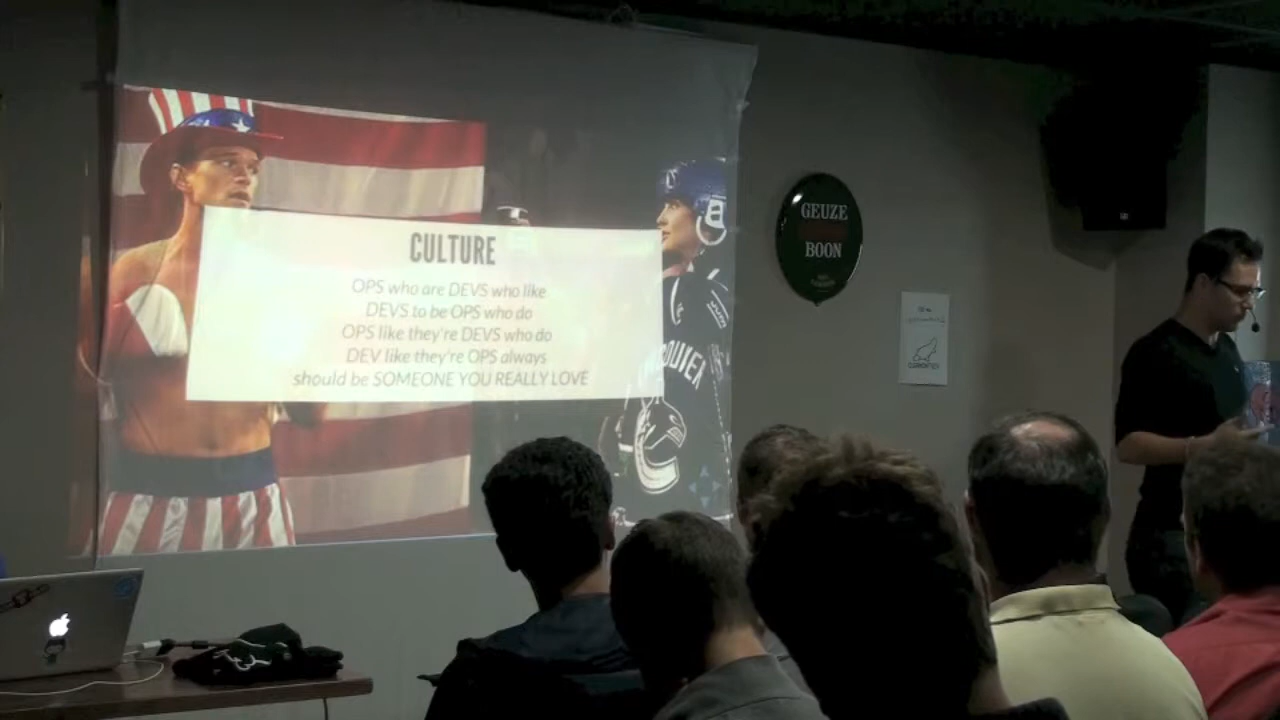 CULTURE
OPS who are DEVS who like
DEVS to be OPS who do
OPS like they're DEVS who do
DEV like they're OPS always
should be SOMEONE YOU REALLY LOVE
GEUZE
BOON